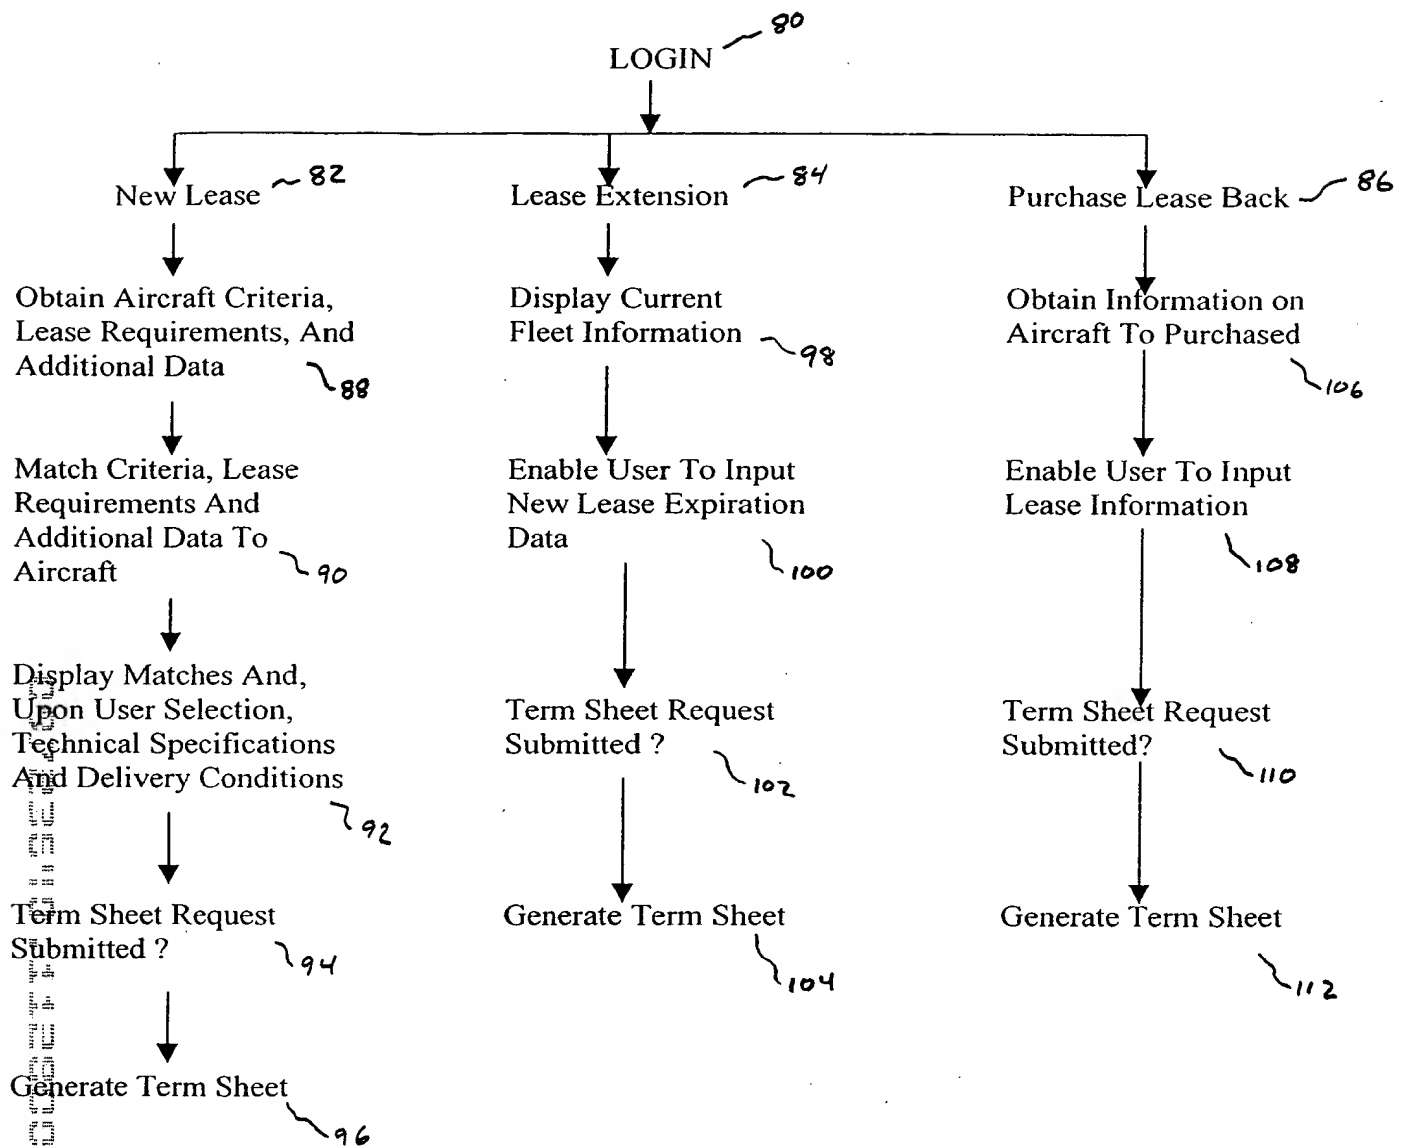 LOGIN 80
New Lease 82
Obtain Aircraft Criteria,
Lease Requirements, And
Additional Data 88
Match Criteria, Lease
Requirements And
Additional Data To
Aircraft 90
Display Matches And,
Upon User Selection,
Technical Specifications
And Delivery Conditions
92
Term Sheet Request
Submitted ? 94
Generate Term Sheet
96
Lease Extension 84
Display Current
Fleet Information 98
Enable User To Input
New Lease Expiration
Data 100
Term Sheet Request
Submitted ?
102
Generate Term Sheet
104
Purchase Lease Back 86
Obtain Information on
Aircraft To Purchased
106
Enable User To Input
Lease Information
108
Term Sheet Request
Submitted?
110
Generate Term Sheet
112